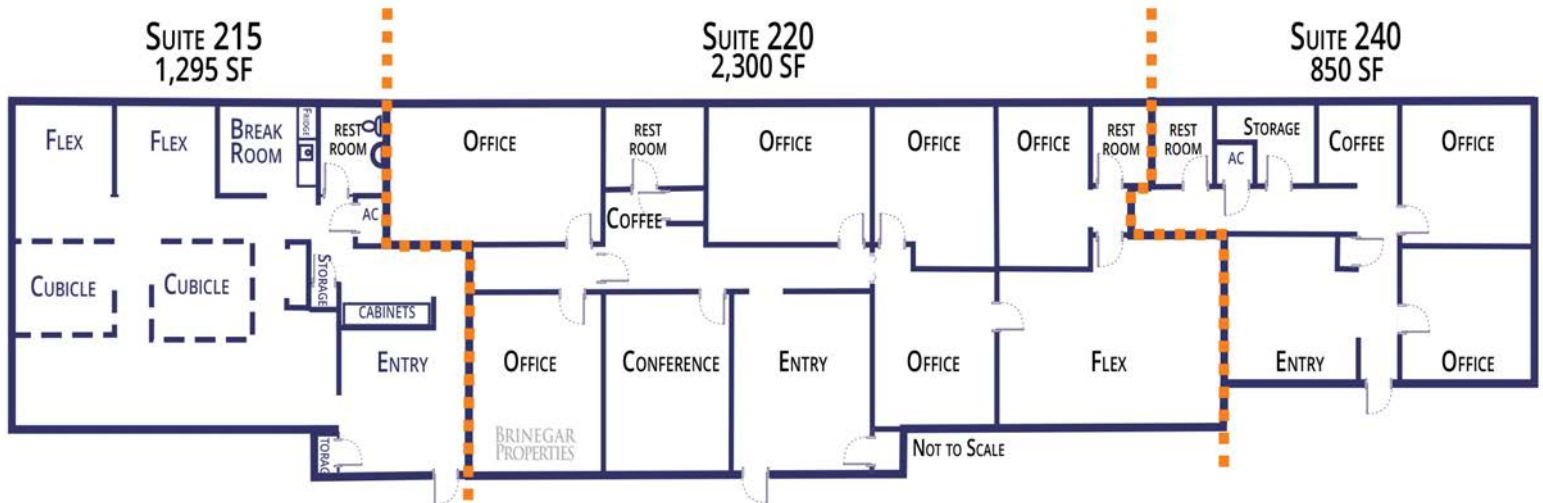 SUITE 215
1,295 SF
SUITE 220
2,300 SF
SUITE 240
850 SF
FLEX
FLEX
BREAK
ROOM
FRIDGE
REST
ROOM
AC
CUBICLE
CUBICLE
STORAGE
CABINETS
ENTRY
STORAG
OFFICE
REST
ROOM
COFFEE
OFFICE
OFFICE
OFFICE
REST
ROOM
OFFICE
CONFERENCE
ENTRY
OFFICE
FLEX
BRINEGAR
PROPERTIES
NOT TO SCALE
REST
ROOM
AC
STORAGE
COFFEE
OFFICE
ENTRY
OFFICE